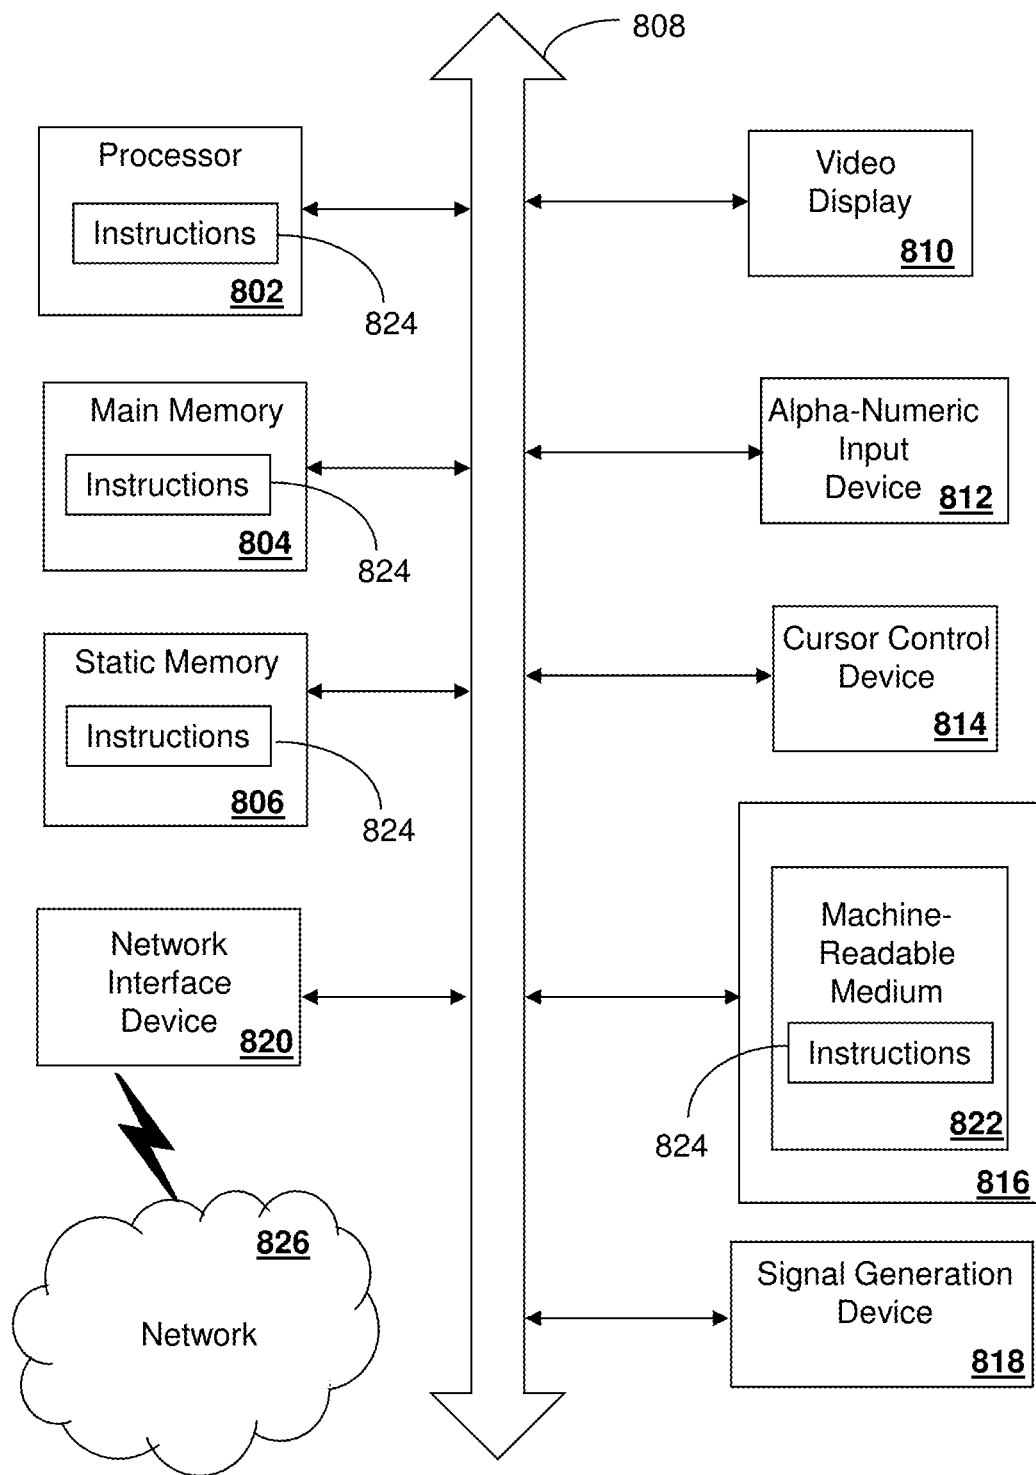 808
Processor
Instructions
802
824
Main Memory
Instructions
804
824
Static Memory
Instructions
806
824
Network
Interface
Device
820
826
Network
Video
Display
810
Alpha-Numeric
Input
Device
812
Cursor Control
Device
814
Machine-
Readable
Medium
Instructions
824
822
816
Signal Generation
Device
818